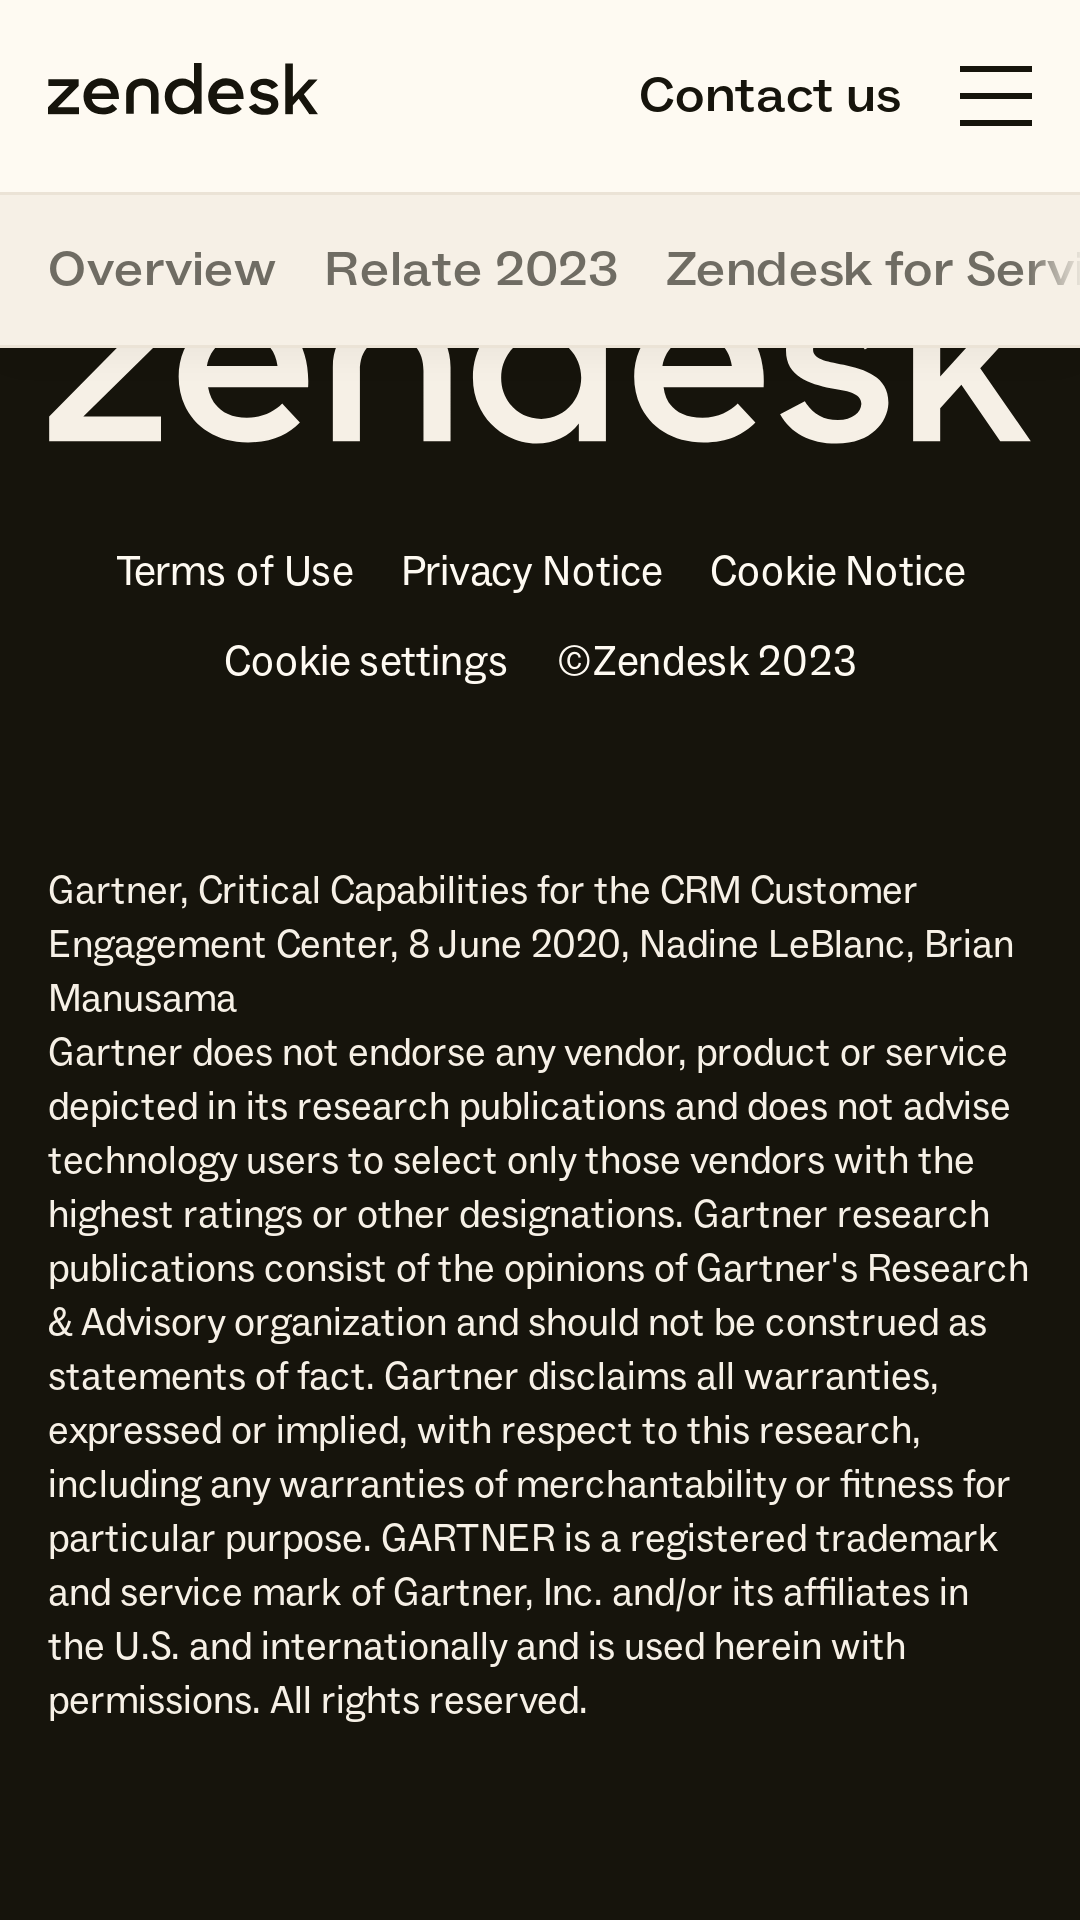 zendesk
Contact us
Overview Relate 2023 Zendesk for Servi
zendesk
Terms of Use Privacy Notice Cookie Notice
Cookie settings ©Zendesk 2023
Gartner, Critical Capabilities for the CRM Customer
Engagement Center, 8 June 2020, Nadine LeBlanc, Brian
Manusama
Gartner does not endorse any vendor, product or service
depicted in its research publications and does not advise
technology users to select only those vendors with the
highest ratings or other designations. Gartner research
publications consist of the opinions of Gartner's Research
& Advisory organization and should not be construed as
statements of fact. Gartner disclaims all warranties,
expressed or implied, with respect to this research,
including any warranties of merchantability or fitness for
particular purpose. GARTNER is a registered trademark
and service mark of Gartner, Inc. and/or its affiliates in
the U.S. and internationally and is used herein with
permissions. All rights reserved.